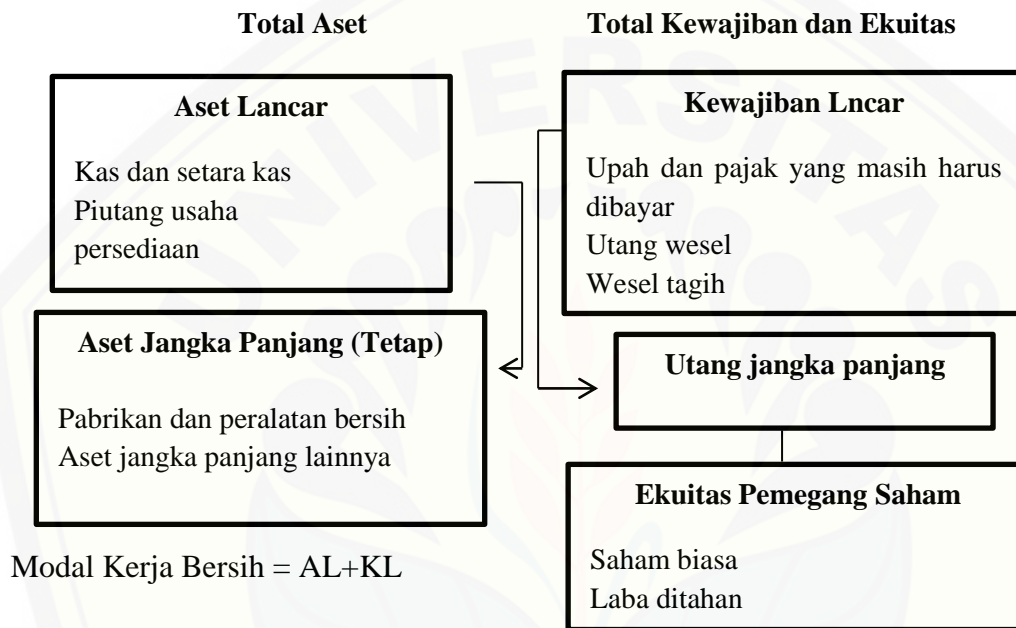 Total Aset
Total Kewajiban dan Ekuitas
Aset Lancar
Kas dan setara kas
Piutang usaha
persediaan
Kewajiban Lncar
Upah dan pajak yang masih harus
dibayar
Utang wesel
Wesel tagih
Aset Jangka Panjang (Tetap)
Pabrikan dan peralatan bersih
Aset jangka panjang lainnya
Utang jangka panjang
Ekuitas Pemegang Saham
Saham biasa
Laba ditahan
Modal Kerja Bersih = AL+KL
UNIVERSITAS